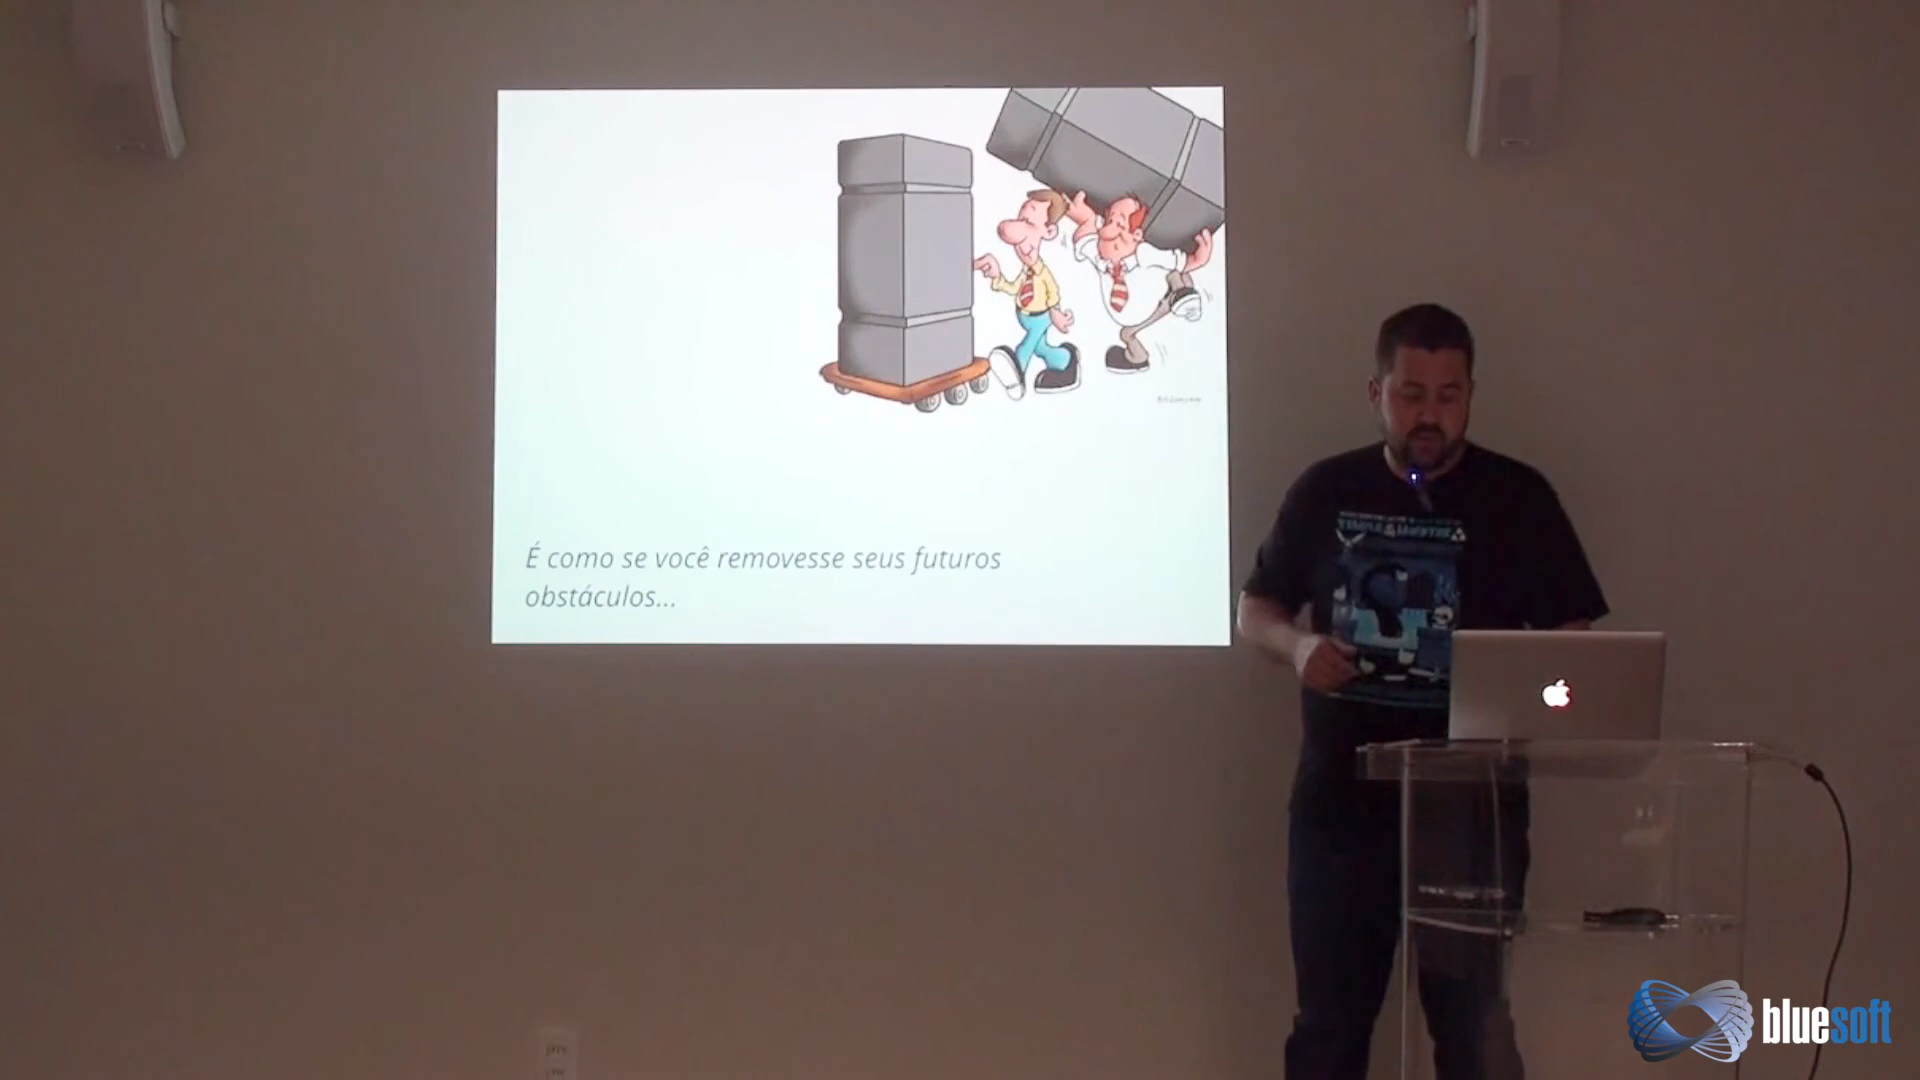 É como se você removesse seus futuros
obstáculos...
bluesoft